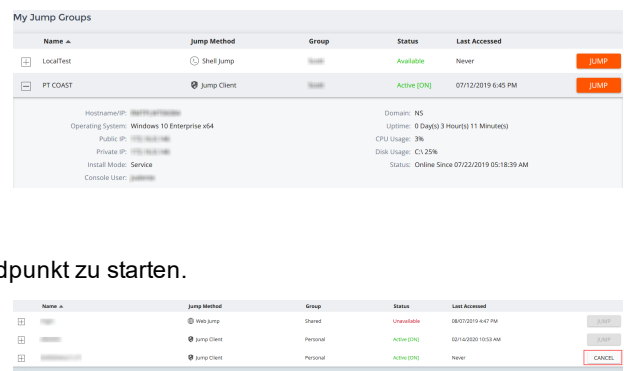 My Jump Groups
Name Jump Method Group Status Last Accessed
LocalTest Shell Jump Available Never JUMP
PT COAST Jump Client Active [ON] 07/12/2019 6:45 PM JUMP
Hostname/IP: Domain: NS
Operating System: Windows 10 Enterprise x64 Uptime: 0 Day(s) 3 Hour(s) 11 Minute(s)
Public IP: CPU Usage: 3%
Private IP: Disk Usage: C:\ 25%
Install Mode: Service Status: Online Since 07/22/2019 05:18:39 AM
Console User:
dpunkt zu starten.
Name Jump Method Group Status Last Accessed
Web Jump Shared Unavailable 08/07/2019 4:47 PM JUMP
Jump Client Personal Active [ON] 02/14/2020 10:53 AM JUMP
Jump Client Personal Active [ON] Never CANCEL